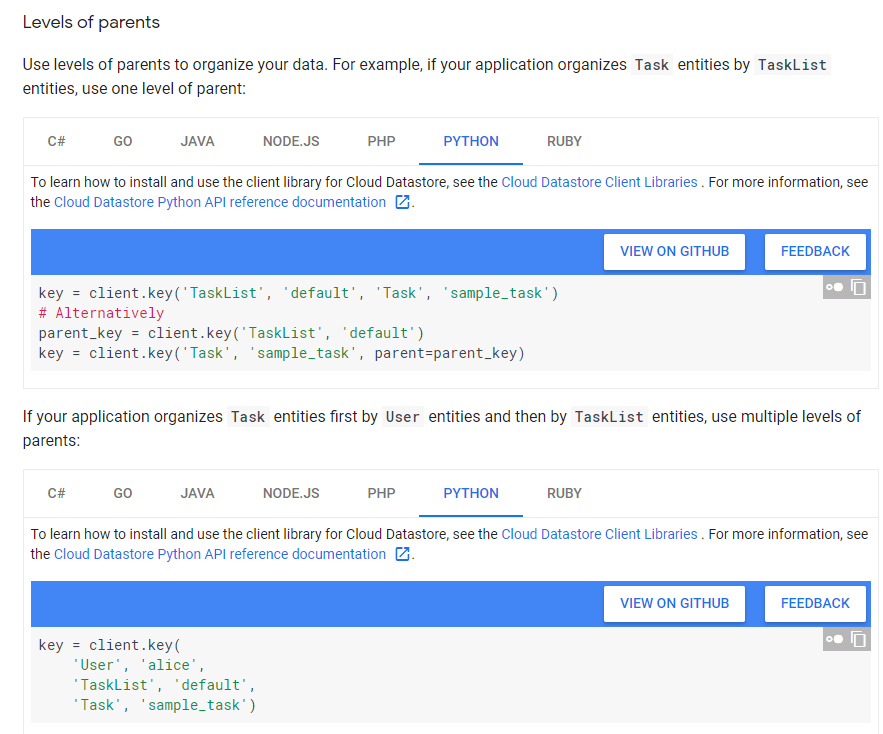 Levels of parents
Use levels of parents to organize your data. For example, if your application organizes Task entities by TaskList
entities, use one level of parent:
C# GO JAVA NODE.JS PHP PYTHON RUBY
To learn how to install and use the client library for Cloud Datastore, see the Cloud Datastore Client Libraries . For more information, see
the Cloud Datastore Python API reference documentation .
VIEW ON GITHUB FEEDBACK
key = client.key('TaskList', 'default', 'Task', 'sample_task')
# Alternatively
parent_key = client.key('TaskList', 'default')
key = client.key('Task', 'sample_task', parent=parent_key)
If your application organizes Task entities first by User entities and then by TaskList entities, use multiple levels of
parents:
C# GO JAVA NODE.JS PHP PYTHON RUBY
To learn how to install and use the client library for Cloud Datastore, see the Cloud Datastore Client Libraries . For more information, see
the Cloud Datastore Python API reference documentation .
VIEW ON GITHUB FEEDBACK
key = client.key(
    'User', 'alice',
    'TaskList', 'default',
    'Task', 'sample_task')